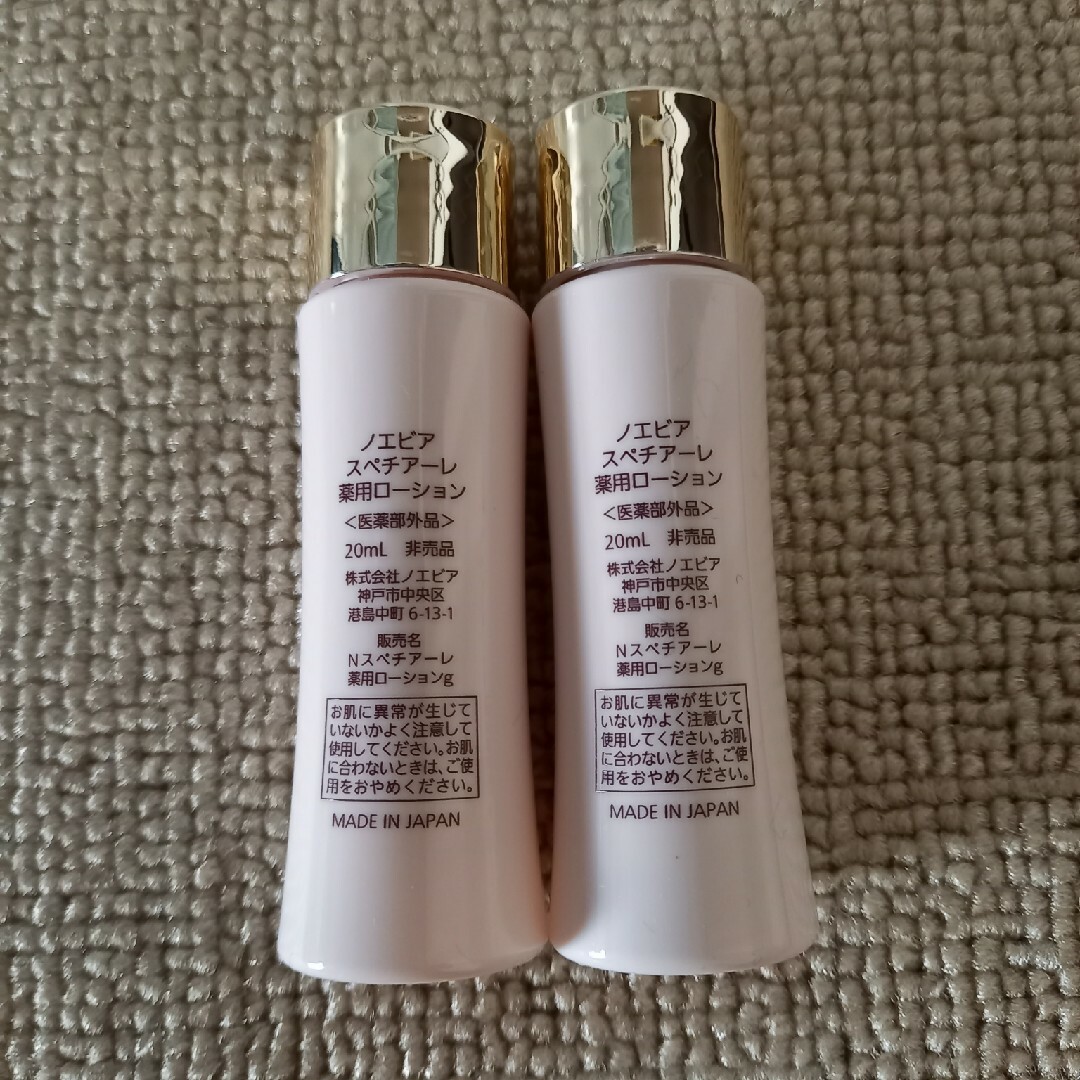 ノエビア
スペチアーレ
薬用ローション
<医薬部外品>
20mL 非売品
株式会社ノエビア
神戸市中央区
港島中町6-13-1
販売名
Nスペチアーレ
薬用ローションg
お肌に異常が生じて
いないかよく注意して
使用してください。お肌
に合わないときは、ご使
用をおやめください。
MADE IN JAPAN
ノエビア
スペチアーレ
薬用ローション
<医薬部外品>
20mL 非売品
株式会社ノエビア
神戸市中央区
港島中町6-13-1
販売名
Nスペチアーレ
薬用ローションg
お肌に異常が生じて
いないかよく注意して
使用してください。お肌
に合わないときは、ご使
用をおやめください。
MADE IN JAPAN